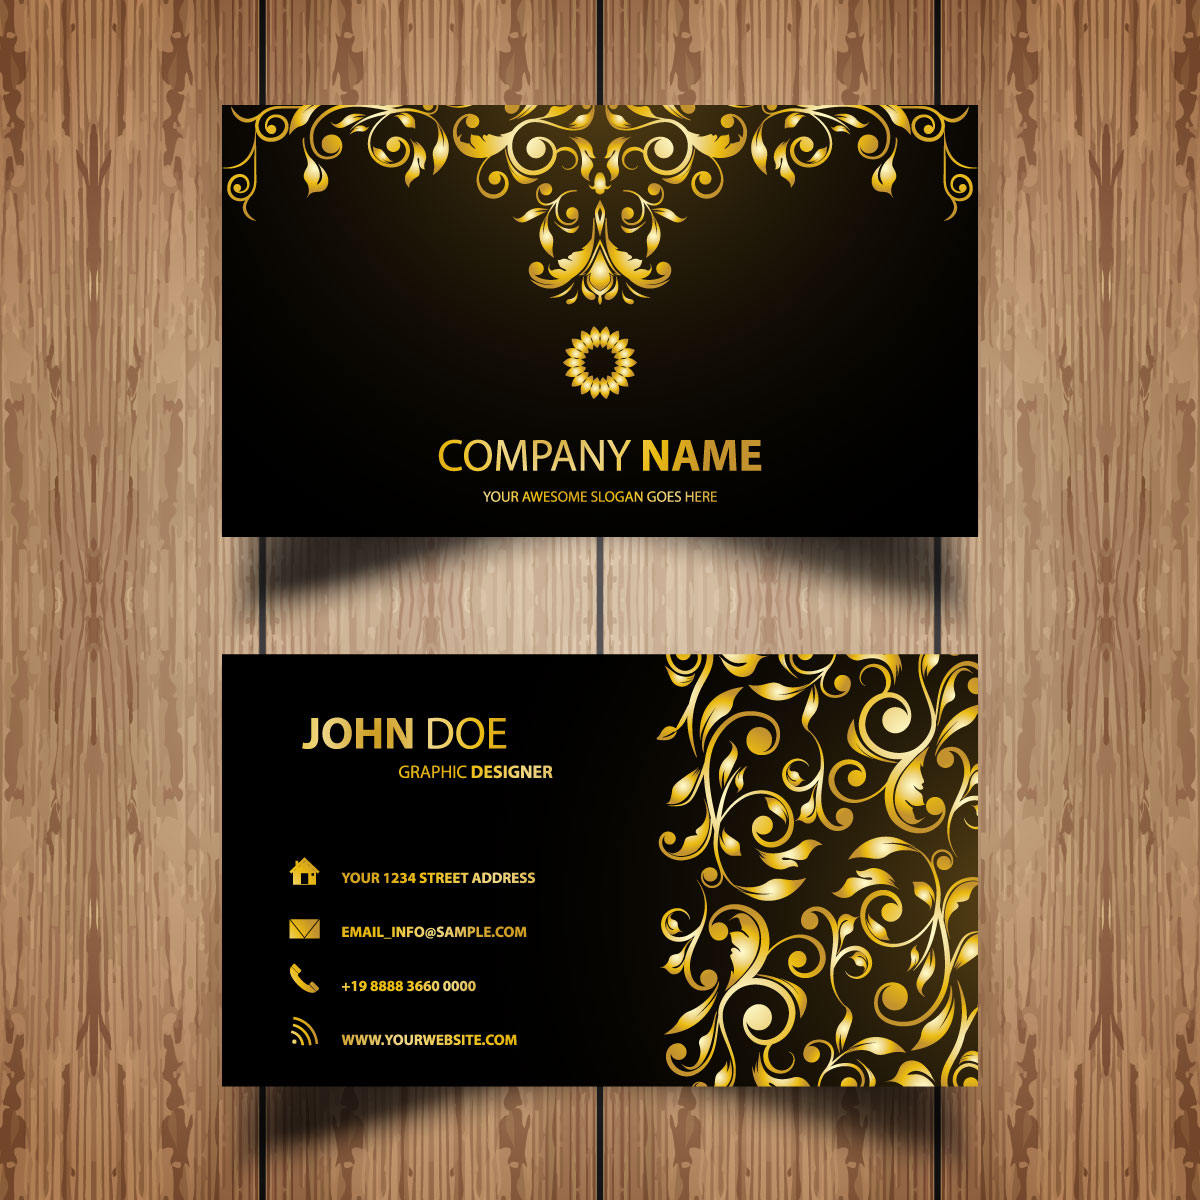 COMPANY NAME
YOUR AWESOME SLOGAN GOES HERE
JOHN DOE
GRAPHIC DESIGNER
YOUR 1234 STREET ADDRESS
EMAIL_INFO@SAMPLE.COM
+19 8888 3660 0000
WWW.YOURWEBSITE.COM